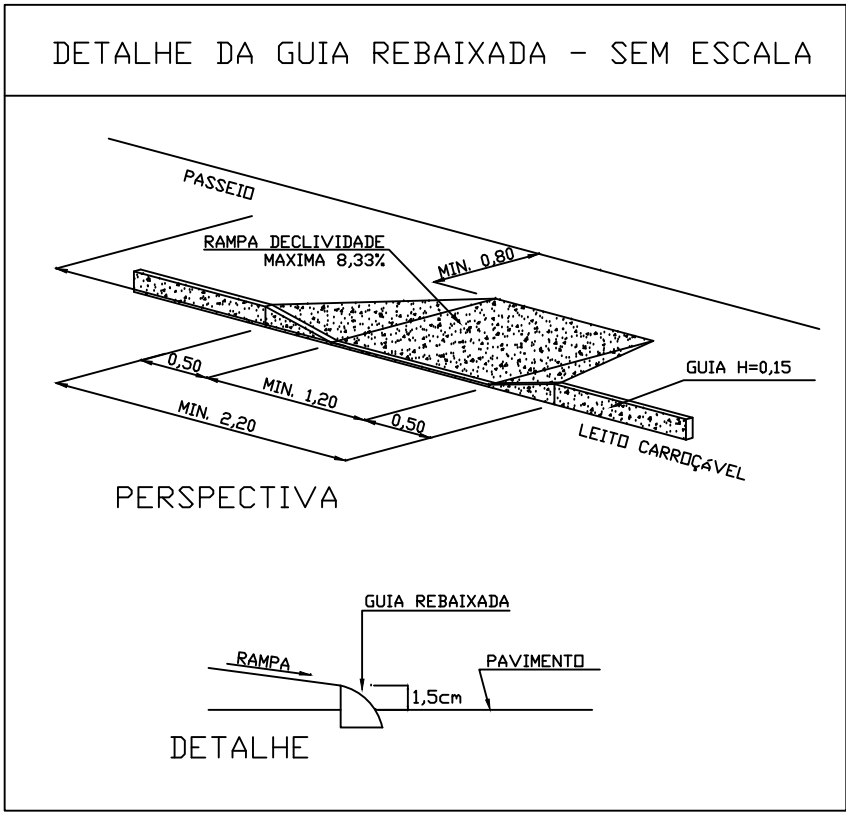 DETALHE DA GUIA REBAIXADA - SEM ESCALA
PASSEIO
RAMPA DECLIVIDADE
MAXIMA 8,33%
MIN. 0,80
0,50
MIN. 1,20
GUIA H=0,15
MIN. 2,20
0,50
LEITO CARROÇÁVEL
PERSPECTIVA
GUIA REBAIXADA
RAMPA
PAVIMENTO
1,5cm
DETALHE